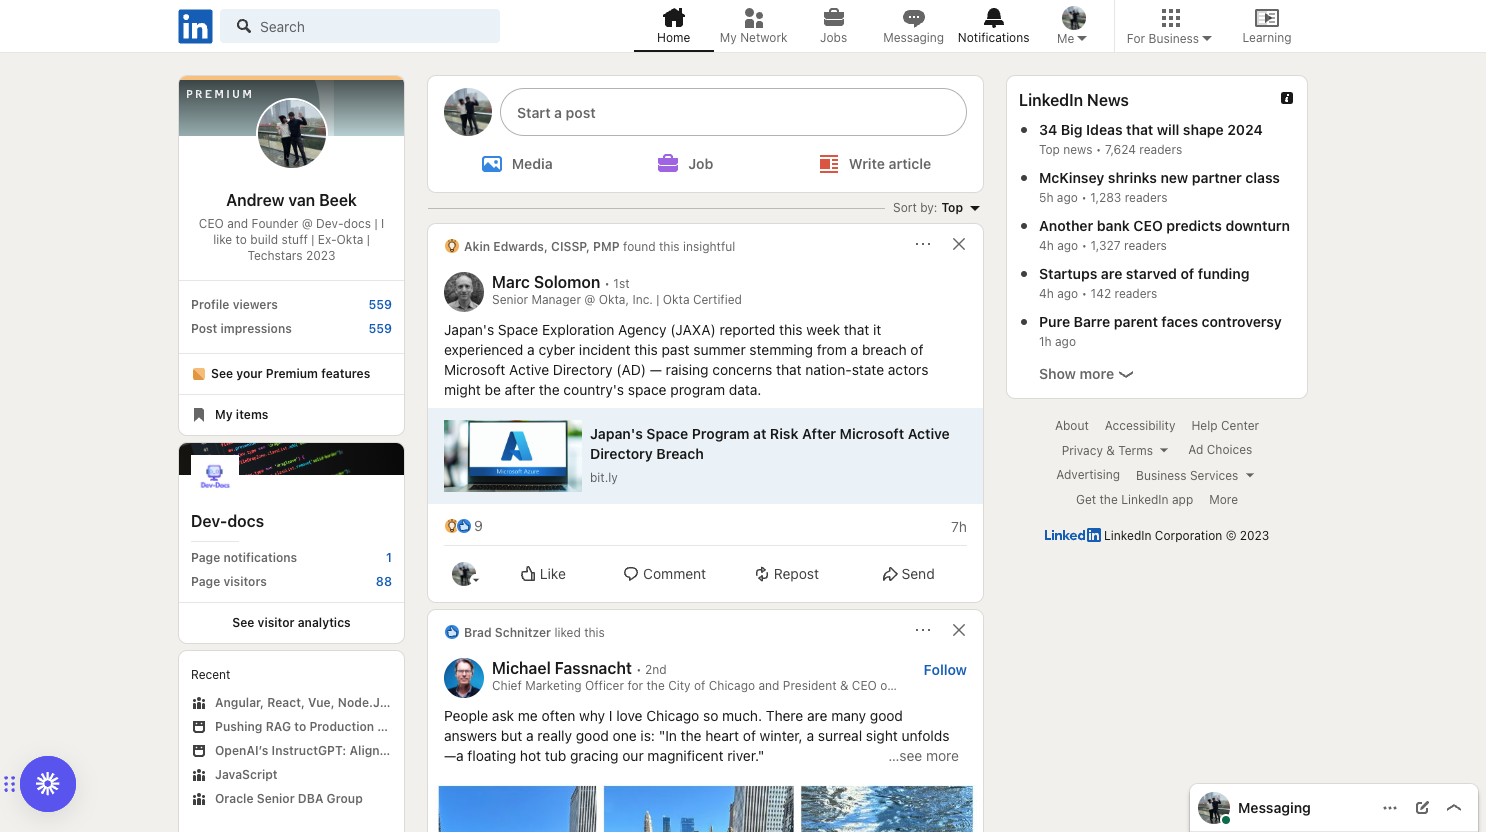 in
Search
Home
My Network
Jobs
Messaging
Notifications
Me
For Business
Learning
PREMIUM
Andrew van Beek
CEO and Founder @ Dev-docs | I
like to build stuff | Ex-Okta |
Techstars 2023
Profile viewers 559
Post impressions 559
See your Premium features
My items
Dev-Docs
Dev-docs
Page notifications 1
Page visitors 88
See visitor analytics
Recent
Angular, React, Vue, Node.J...
Pushing RAG to Production ...
OpenAI's InstructGPT: Align...
JavaScript
Oracle Senior DBA Group
Start a post
Media
Job
Write article
Sort by: Top
Akin Edwards, CISSP, PMP found this insightful
Marc Solomon • 1st
Senior Manager @ Okta, Inc. | Okta Certified
Japan's Space Exploration Agency (JAXA) reported this week that it
experienced a cyber incident this past summer stemming from a breach of
Microsoft Active Directory (AD) — raising concerns that nation-state actors
might be after the country's space program data.
Microsoft Azure
Japan's Space Program at Risk After Microsoft Active
Directory Breach
bit.ly
9
7h
Like
Comment
Repost
Send
Brad Schnitzer liked this
Michael Fassnacht • 2nd
Follow
Chief Marketing Officer for the City of Chicago and President & CEO o...
People ask me often why I love Chicago so much. There are many good
answers but a really good one is: "In the heart of winter, a surreal sight unfolds
—a floating hot tub gracing our magnificent river."
...see more
LinkedIn News
34 Big Ideas that will shape 2024
Top news • 7,624 readers
McKinsey shrinks new partner class
5h ago • 1,283 readers
Another bank CEO predicts downturn
4h ago • 1,327 readers
Startups are starved of funding
4h ago • 142 readers
Pure Barre parent faces controversy
1h ago
Show more
About Accessibility Help Center
Privacy & Terms Ad Choices
Advertising Business Services
Get the LinkedIn app More
LinkedIn LinkedIn Corporation © 2023
Messaging